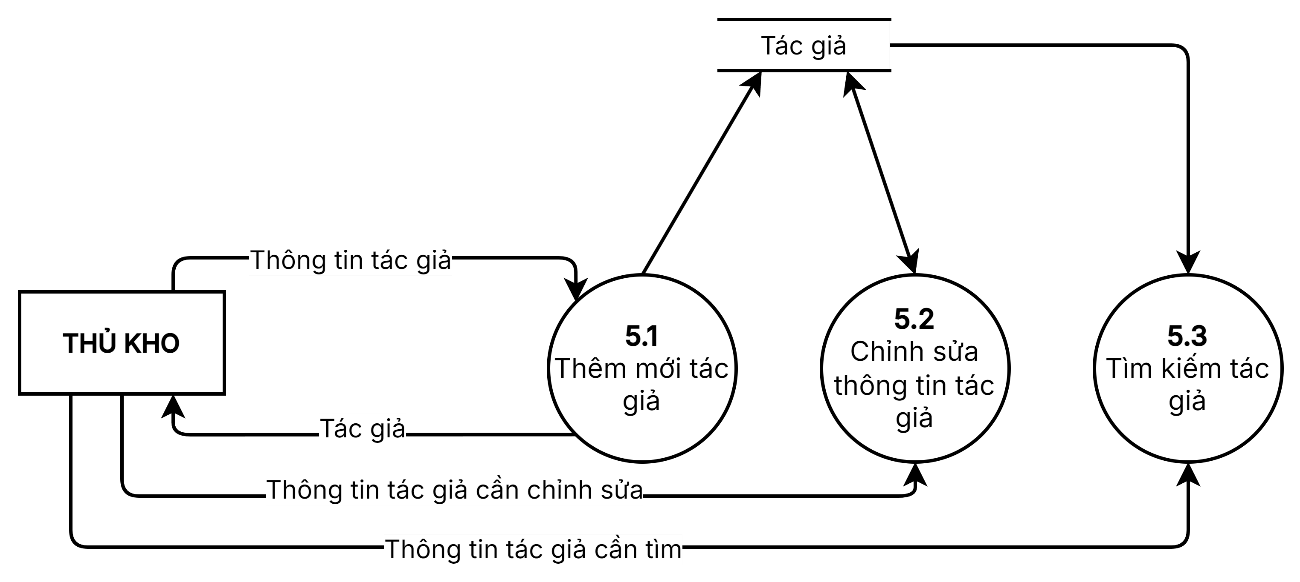 Tác giả
Thông tin tác giả
THỦ KHO
5.1
Thêm mới tác
giả
5.2
Chỉnh sửa
thông tin tác
giả
5.3
Tìm kiếm tác
giả
Tác giả
Thông tin tác giả cần chỉnh sửa
Thông tin tác giả cần tìm